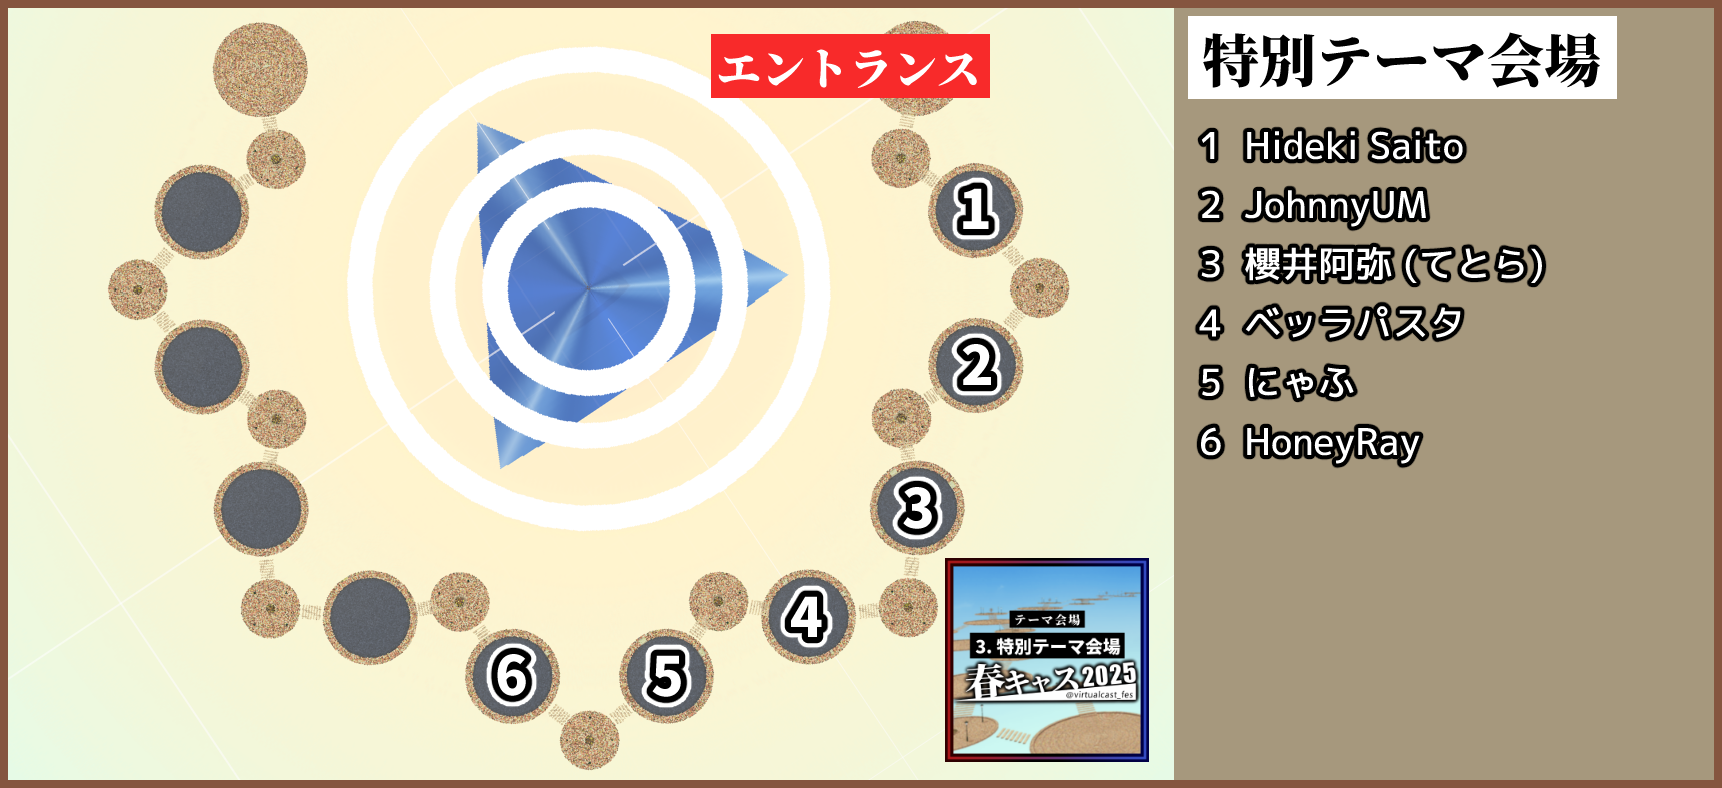 エントランス
1
2
3
4
5
6
テーマ会場
3. 特別テーマ会場
春キャス2025
@virtualcast_fes
特別テーマ会場
1 Hideki Saito
2 JohnnyUM
3 櫻井阿弥 (てとら)
4 ベッラパスタ
5 にゃふ
6 HoneyRay